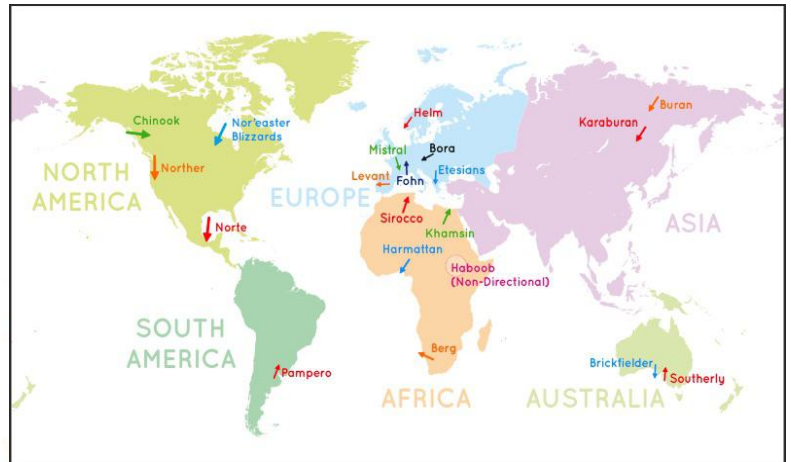 Chinook
Nor'easter
Blizzards
NORTH
AMERICA
Norther
Norte
SOUTH
AMERICA
Pampero
EUROPE
Helm
Mistral
Bora
Levant
Fohn
Etesians
Sirocco
Khamsin
Harmattan
Haboob
(Non-Directional)
Berg
AFRICA
Buran
Karaburan
ASIA
Brickfielder
Southerly
AUSTRALIA